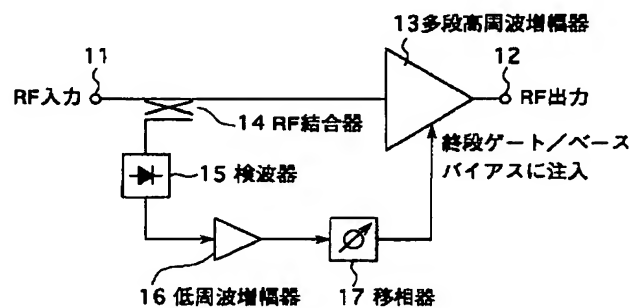 13多段高周波増幅器
11
12
RF入力
RF出力
14 RF結合器
終段ゲート／ベース
バイアスに注入
15 検波器
16 低周波増幅器
17 移相器